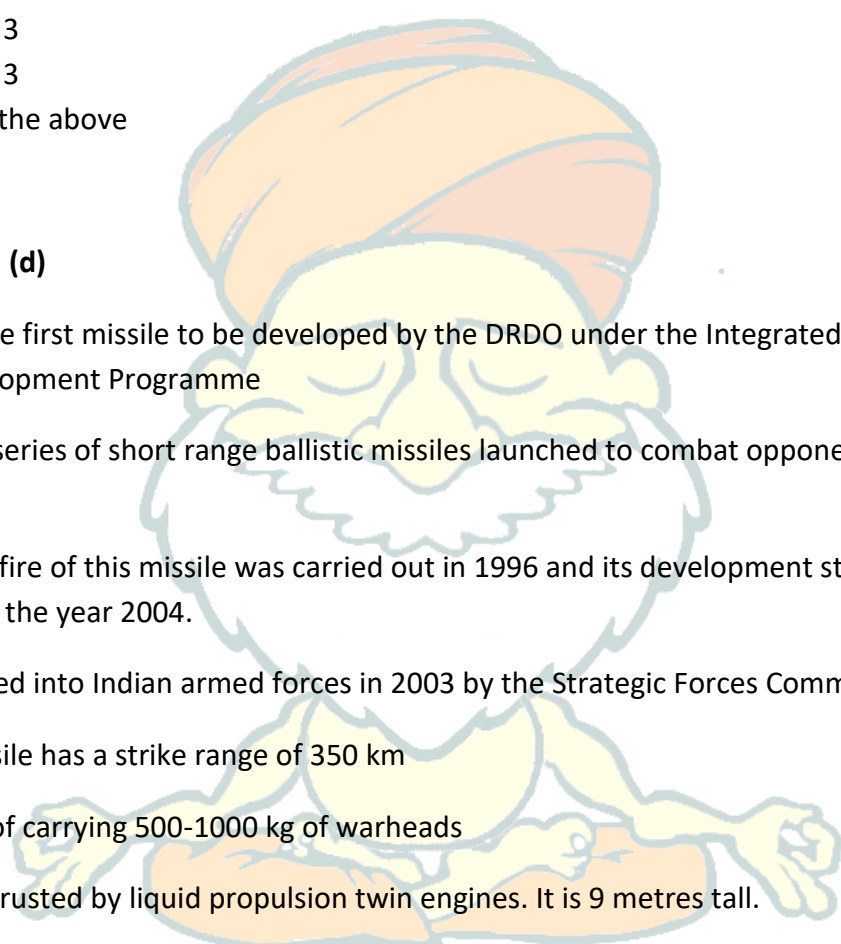 3
3
the above
(d)
e first missile to be developed by the DRDO under the Integrated
opment Programme
series of short range ballistic missiles launched to combat oppone
fire of this missile was carried out in 1996 and its development st
the year 2004.
ed into Indian armed forces in 2003 by the Strategic Forces Comm
sile has a strike range of 350 km
of carrying 500-1000 kg of warheads
rusted by liquid propulsion twin engines. It is 9 metres tall.